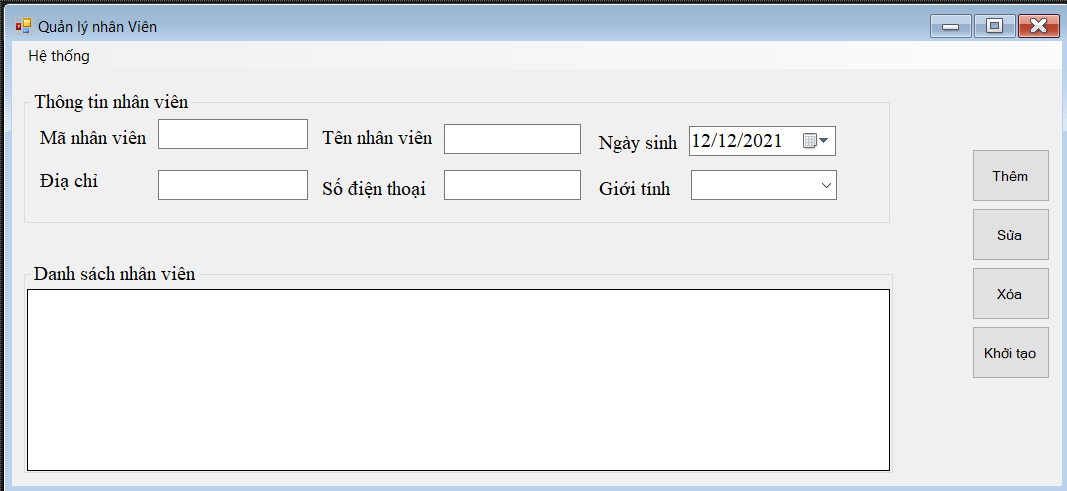 Quản lý nhân Viên
Hệ thống
Thông tin nhân viên
Mã nhân viên Tên nhân viên Ngày sinh 12/12/2021
Điạ chỉ Số điện thoại Giới tính
Thêm
Sửa
Danh sách nhân viên
Xóa
Khởi tạo